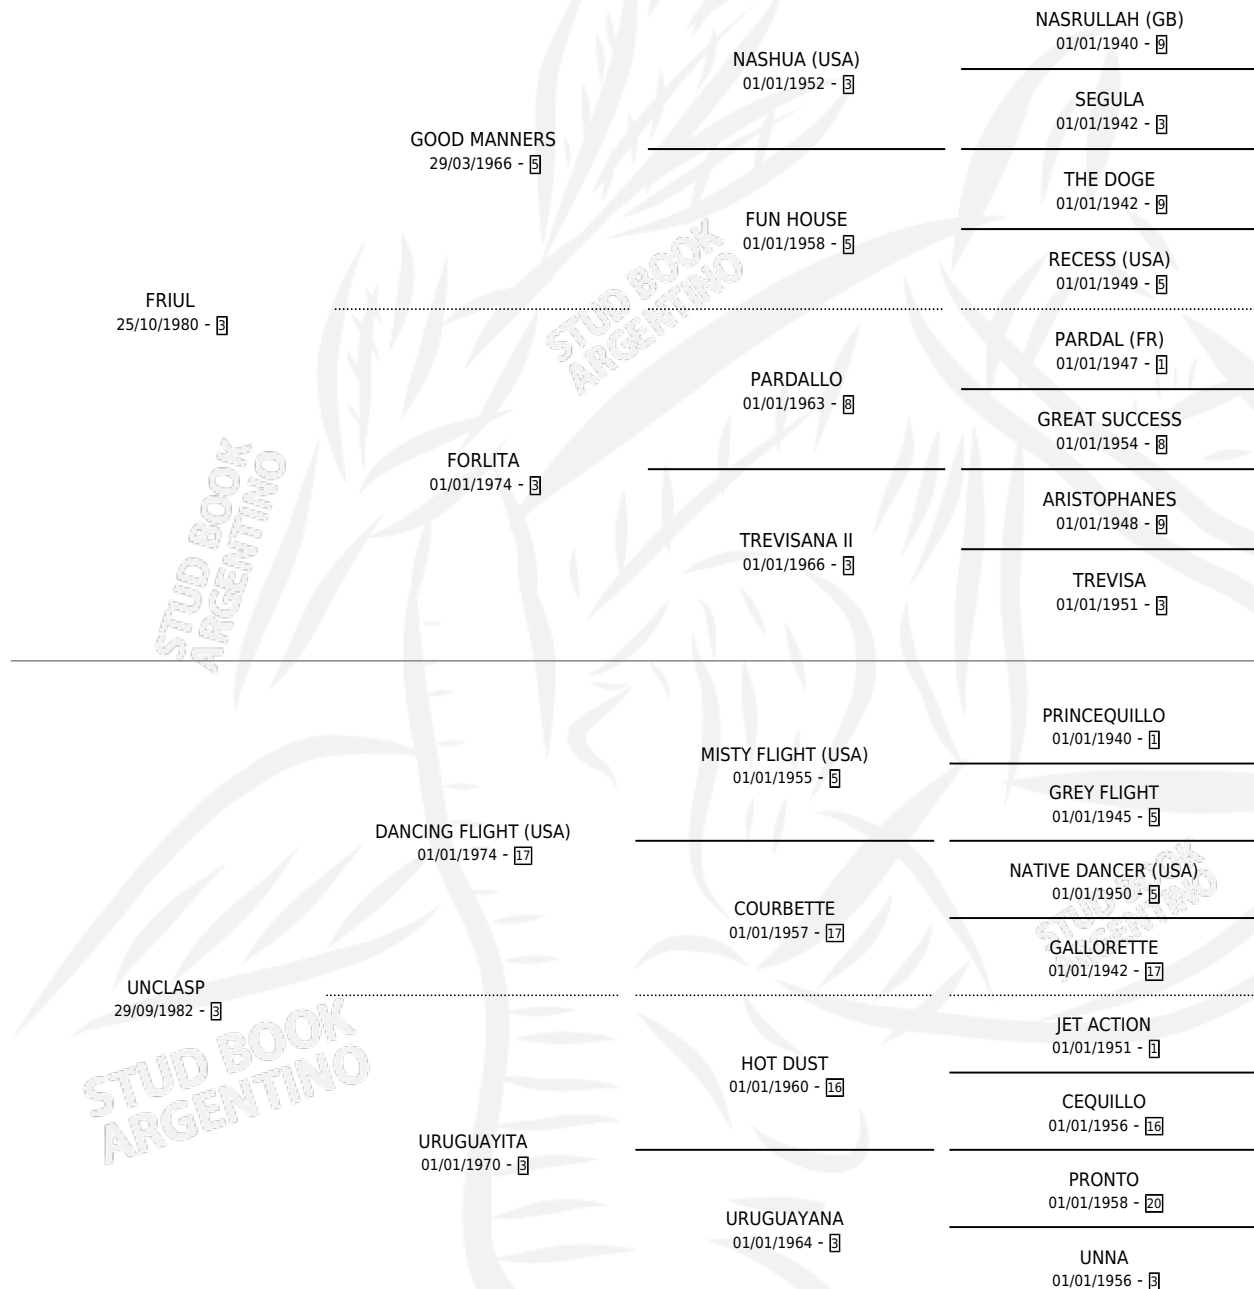 NASRULLAH (GB)
01/01/1940 - 9
NASHUA (USA)
01/01/1952 - 3
SEGULA
01/01/1942 - 3
GOOD MANNERS
29/03/1966 - 5
THE DOGE
01/01/1942 - 9
FUN HOUSE
01/01/1958 - 5
RECESS (USA)
01/01/1949 - 5
FRIUL
25/10/1980 - 3
PARDAL (FR)
01/01/1947 - 1
PARDALLO
01/01/1963 - 8
GREAT SUCCESS
01/01/1954 - 8
FORLITA
01/01/1974 - 3
ARISTOPHANES
01/01/1948 - 9
TREVISANA II
01/01/1966 - 3
TREVISA
01/01/1951 - 3
PRINCEQUILLO
01/01/1940 - 1
MISTY FLIGHT (USA)
01/01/1955 - 5
GREY FLIGHT
01/01/1945 - 5
DANCING FLIGHT (USA)
01/01/1974 - 17
NATIVE DANCER (USA)
01/01/1950 - 5
COURBETTE
01/01/1957 - 17
GALLORETTE
01/01/1942 - 17
UNCLASP
29/09/1982 - 3
JET ACTION
01/01/1951 - 1
HOT DUST
01/01/1960 - 16
CEQUILLO
01/01/1956 - 16
URUGUAYITA
01/01/1970 - 3
PRONTO
01/01/1958 - 20
URUGUAYANA
01/01/1964 - 3
UNNA
01/01/1956 - 3
STUD BOOK
ARGENTINO
STUD BOOK
ARGENTINO
STUD BOOK
ARGENTINO
STUD BOOK
ARGENTINO